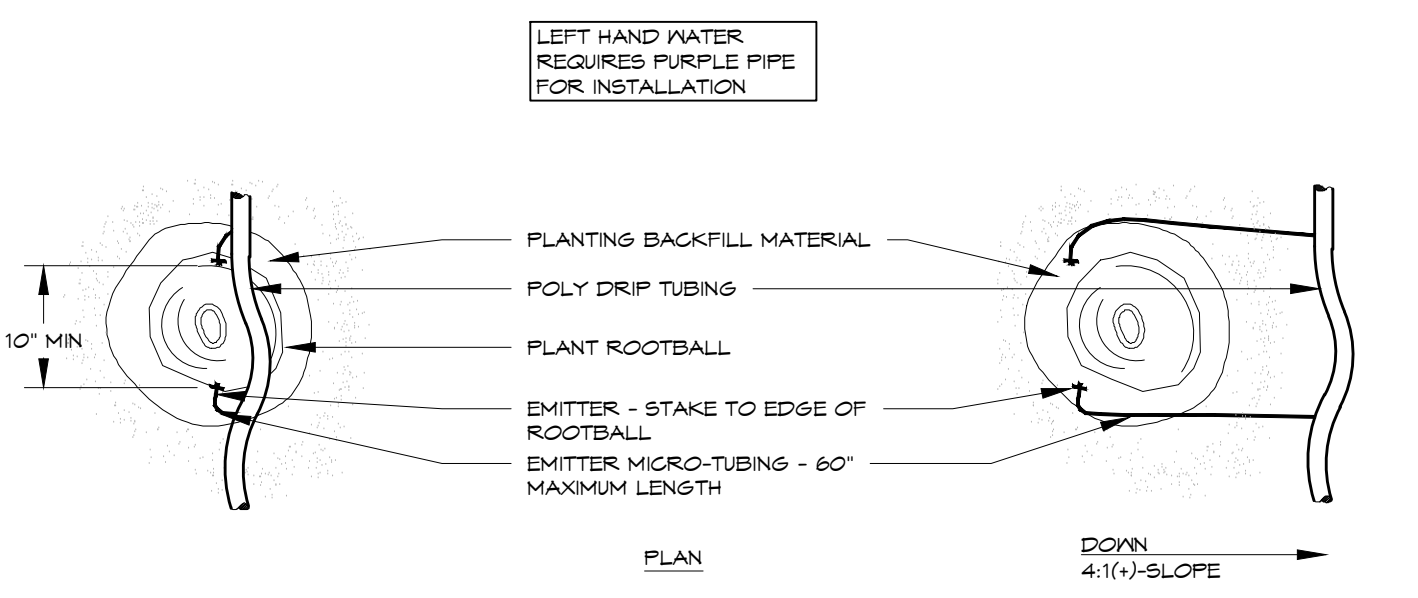 LEFT HAND WATER
REQUIRES PURPLE PIPE
FOR INSTALLATION
PLANTING BACKFILL MATERIAL
POLY DRIP TUBING
10" MIN
PLANT ROOTBALL
EMITTER - STAKE TO EDGE OF
ROOTBALL
EMITTER MICRO-TUBING - 60"
MAXIMUM LENGTH
PLAN
DOWN
4:1(+)-SLOPE